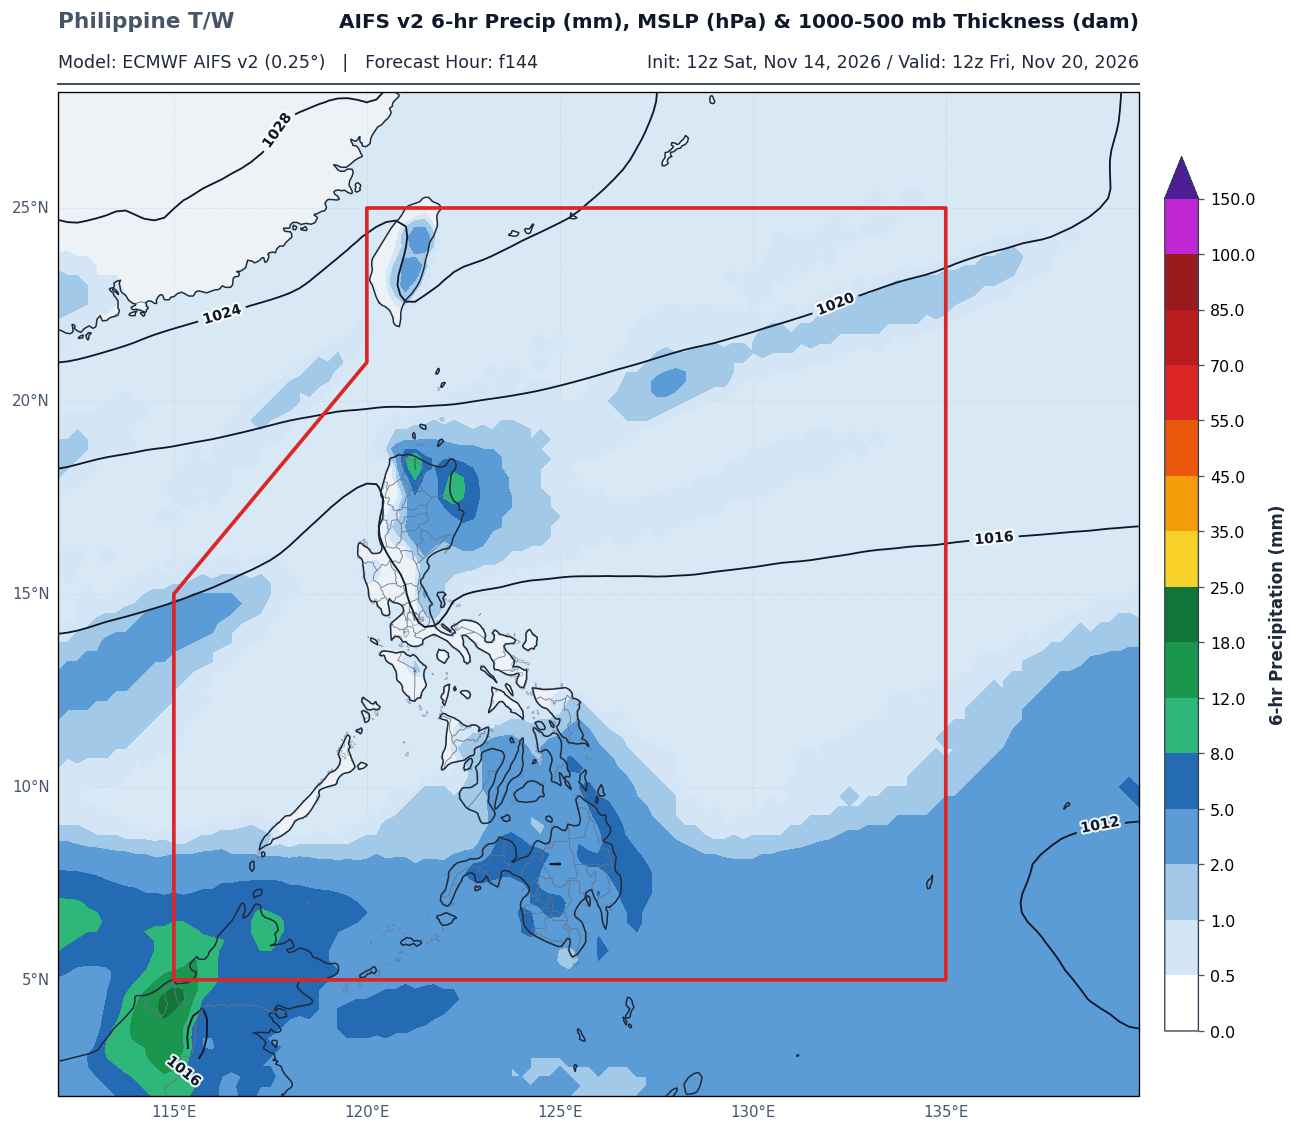 Philippine T/W
AIFS v2 6-hr Precip (mm), MSLP (hPa) & 1000-500 mb Thickness (dam)
Model: ECMWF AIFS v2 (0.25°)   |   Forecast Hour: f144
Init: 12z Sat, Nov 14, 2026 / Valid: 12z Fri, Nov 20, 2026
1028
25°N
1024
1020
20°N
1016
15°N
10°N
1012
5°N
1016
115°E
120°E
125°E
130°E
135°E
150.0
100.0
85.0
70.0
55.0
45.0
35.0
25.0
18.0
12.0
8.0
5.0
2.0
1.0
0.5
0.0
6-hr Precipitation (mm)